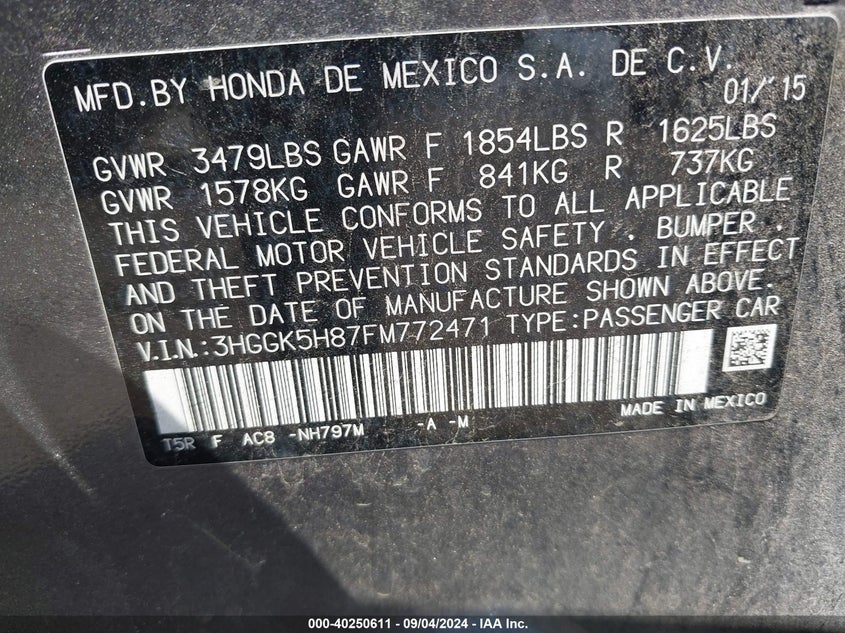 MFD.BY HONDA DE MEXICO S.A. DE C.V.
01/15
GVWR 3479LBS GAWR F 1854LBS R 1625LBS
GVWR 1578KG GAWR F 841KG R 737KG
THIS VEHICLE CONFORMS TO ALL APPLICABLE
FEDERAL MOTOR VEHICLE SAFETY , BUMPER ,
AND THEFT PREVENTION STANDARDS IN EFFECT
ON THE DATE OF MANUFACTURE SHOWN ABOVE.
V.I.N.:3HGGK5H87FM772471 TYPE:PASSENGER CAR
MADE IN MEXICO
T5R F AC8 -NH797M -A -M
000-40250611 - 09/04/2024 - IAA Inc.